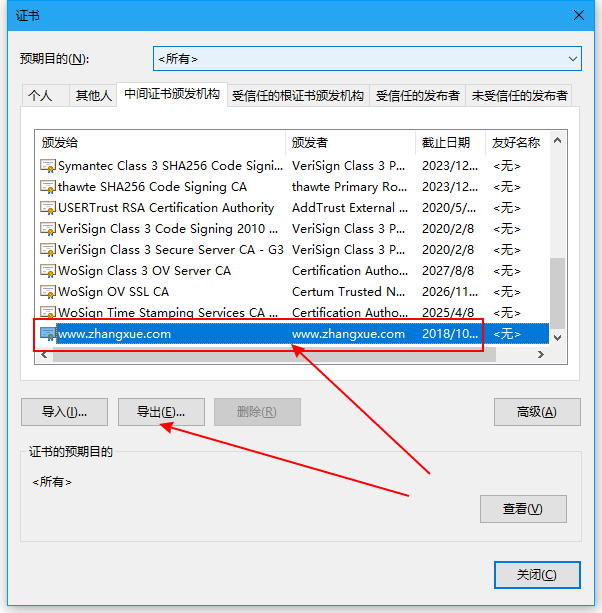 证书
预期目的(N): <所有>
个人 其他人 中间证书颁发机构 受信任的根证书颁发机构 受信任的发布者 未受信任的发布者
颁发给 颁发者 截止日期 友好名称
Symantec Class 3 SHA256 Code Signi... VeriSign Class 3 P... 2023/12... <无>
thawte SHA256 Code Signing CA thawte Primary Ro... 2023/12... <无>
USERTrust RSA Certification Authority AddTrust External ... 2020/5/... <无>
VeriSign Class 3 Code Signing 2010 ... VeriSign Class 3 P... 2020/2/8 <无>
VeriSign Class 3 Secure Server CA - G3 VeriSign Class 3 P... 2020/2/8 <无>
WoSign Class 3 OV Server CA Certification Autho... 2027/8/8 <无>
WoSign OV SSL CA Certum Trusted N... 2026/11... <无>
WoSign Time Stamping Services CA ... Certification Autho... 2025/4/8 <无>
www.zhangxue.com www.zhangxue.com 2018/10... <无>
导入(I)... 导出(E)... 删除(R) 高级(A)
证书的预期目的
<所有>
查看(V)
关闭(C)